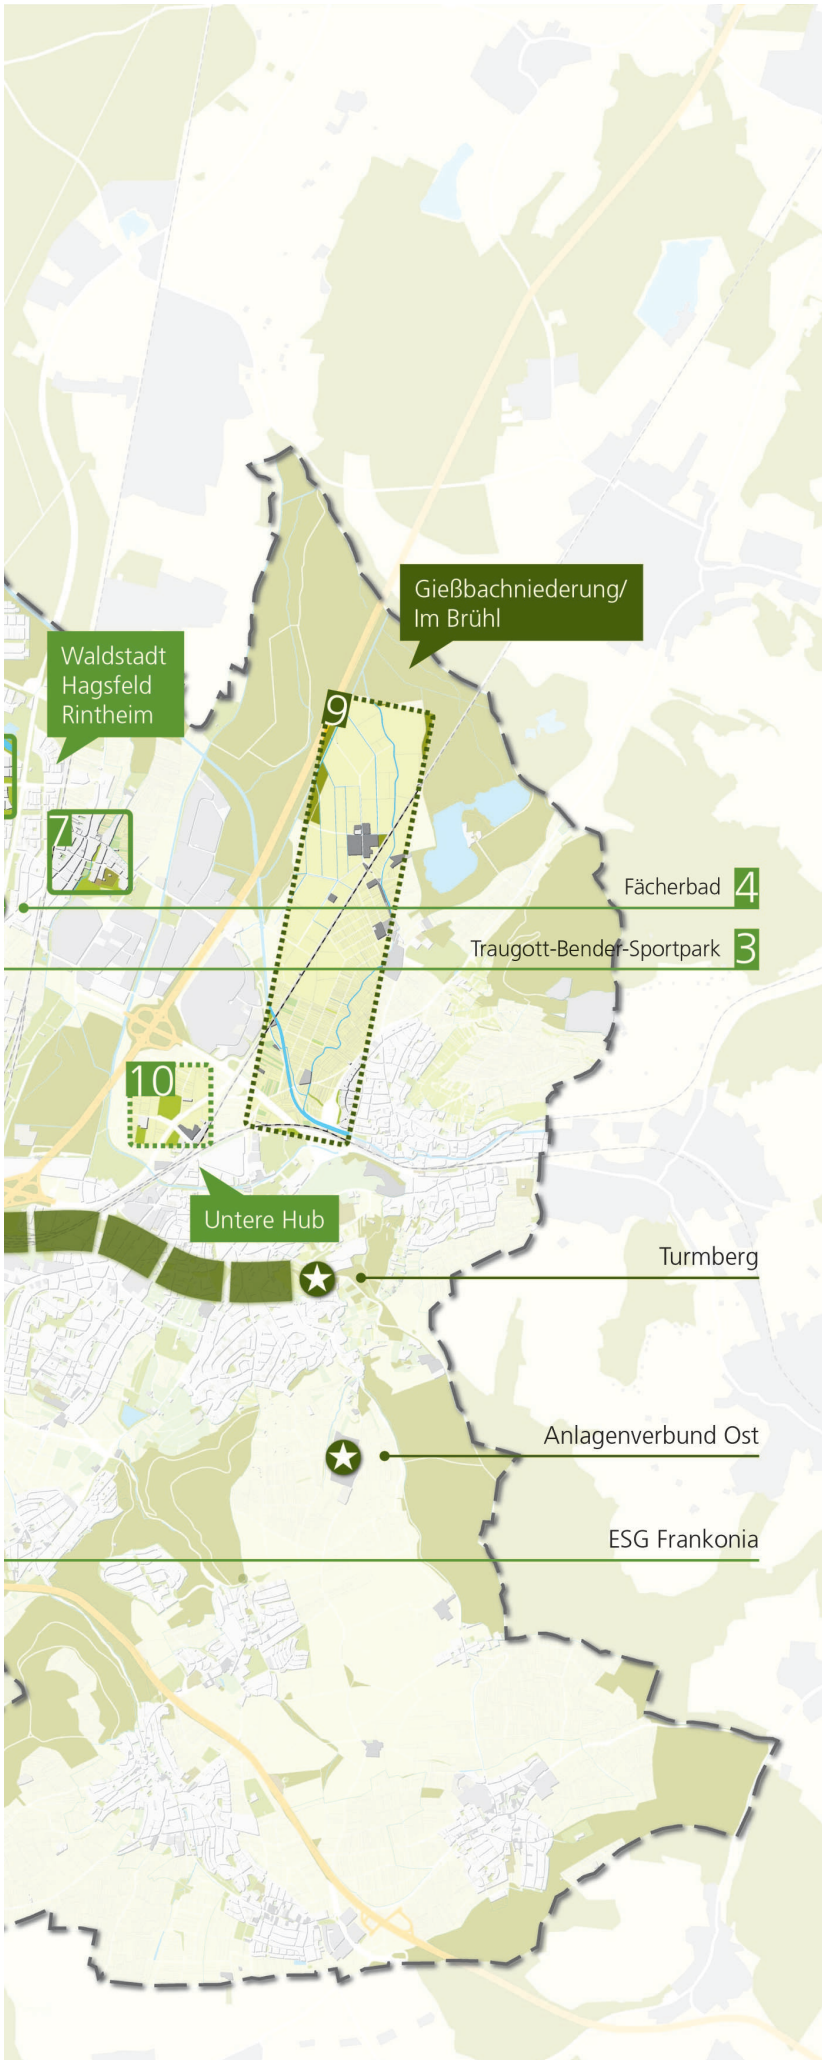 Gießbachniederung/
Im Brühl
Waldstadt
Hagsfeld
Rintheim
9
7
Fächerbad 4
Traugott-Bender-Sportpark 3
10
Untere Hub
Turmberg
Anlagenverbund Ost
ESG Frankonia